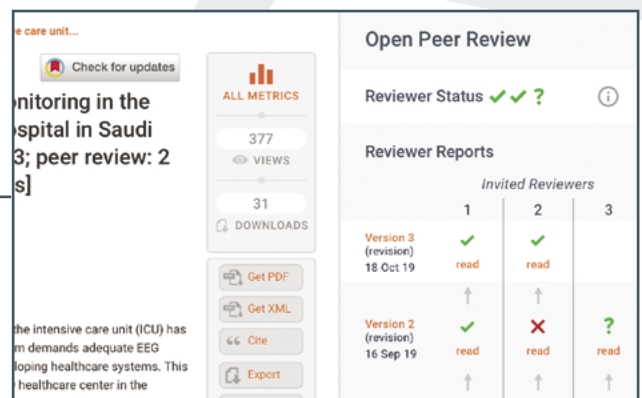 e care unit...
Check for updates
nitoring in the
spital in Saudi
3; peer review: 2
s]
the intensive care unit (ICU) has
m demands adequate EEG
loping healthcare systems. This
healthcare center in the
ALL METRICS
377
VIEWS
31
DOWNLOADS
Get PDF
Get XML
Cite
Export
Open Peer Review
Reviewer Status ✓ ✓ ?
Reviewer Reports
Invited Reviewers
1 2 3
Version 3
(revision)
18 Oct 19
✓ ✓
read read
Version 2
(revision)
16 Sep 19
✓ ✗ ?
read read read